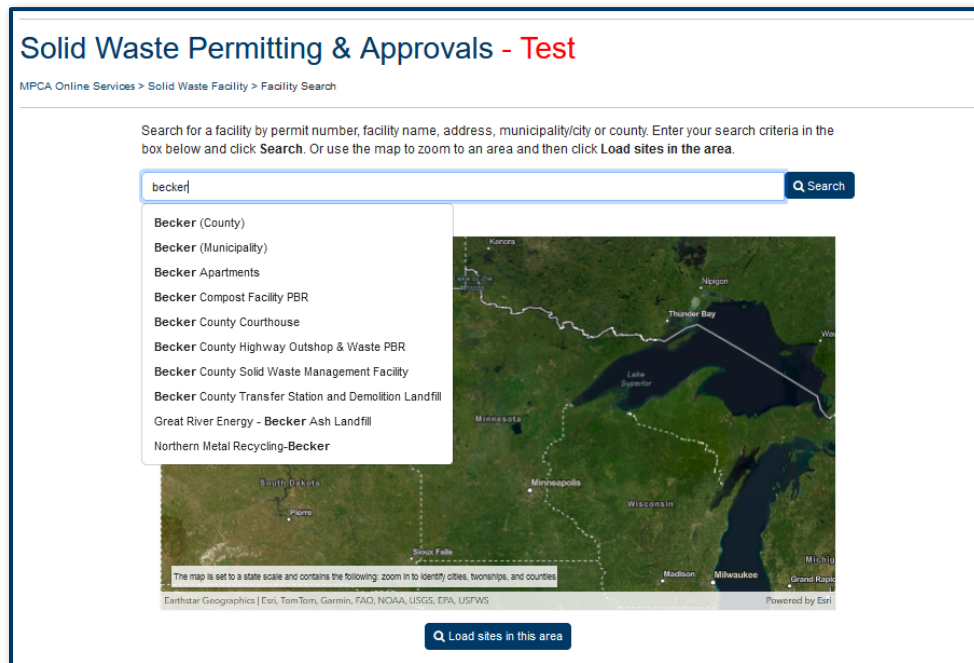 Solid Waste Permitting & Approvals - Test
MPCA Online Services > Solid Waste Facility > Facility Search
Search for a facility by permit number, facility name, address, municipality/city or county. Enter your search criteria in the
box below and click Search. Or use the map to zoom to an area and then click Load sites in the area.
becker
Search
Becker (County)
Becker (Municipality)
Becker Apartments
Becker Compost Facility PBR
Becker County Courthouse
Becker County Highway Outshop & Waste PBR
Becker County Solid Waste Management Facility
Becker County Transfer Station and Demolition Landfill
Great River Energy - Becker Ash Landfill
Northern Metal Recycling-Becker
Kenora
Lake of the
Woods
Nipigon
Thunder Bay
Lake
Superior
Minnesota
South Dakota
Minneapolis
Wisconsin
Pierre
Sioux Falls
Michig
Madison
Milwaukee
Grand Rapid
The map is set to a state scale and contains the following: zoom in to identify cities, twonships, and counties
Earthstar Geographics | Esri, TomTom, Garmin, FAO, NOAA, USGS, EPA, USFWS
Powered by Esri
Load sites in this area